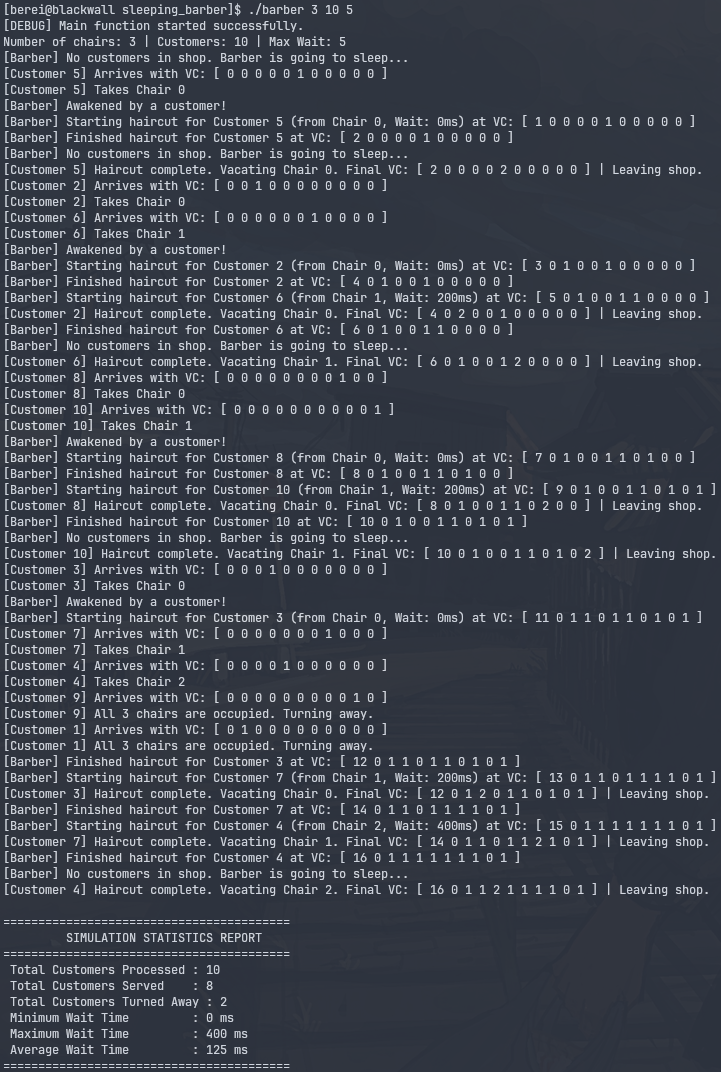 [berei@blackwall sleeping_barber]$ ./barber 3 10 5
[DEBUG] Main function started successfully.
Number of chairs: 3 | Customers: 10 | Max Wait: 5
[Barber] No customers in shop. Barber is going to sleep...
[Customer 5] Arrives with VC: [ 0 0 0 0 0 1 0 0 0 0 0 ]
[Customer 5] Takes Chair 0
[Barber] Awakened by a customer!
[Barber] Starting haircut for Customer 5 (from Chair 0, Wait: 0ms) at VC: [ 1 0 0 0 0 1 0 0 0 0 0 ]
[Barber] Finished haircut for Customer 5 at VC: [ 2 0 0 0 0 1 0 0 0 0 0 ]
[Barber] No customers in shop. Barber is going to sleep...
[Customer 5] Haircut complete. Vacating Chair 0. Final VC: [ 2 0 0 0 0 2 0 0 0 0 0 ] | Leaving shop.
[Customer 2] Arrives with VC: [ 0 0 1 0 0 0 0 0 0 0 0 ]
[Customer 2] Takes Chair 0
[Customer 6] Arrives with VC: [ 0 0 0 0 0 0 1 0 0 0 0 ]
[Customer 6] Takes Chair 1
[Barber] Awakened by a customer!
[Barber] Starting haircut for Customer 2 (from Chair 0, Wait: 0ms) at VC: [ 3 0 1 0 0 1 0 0 0 0 0 ]
[Barber] Finished haircut for Customer 2 at VC: [ 4 0 1 0 0 1 0 0 0 0 0 ]
[Barber] Starting haircut for Customer 6 (from Chair 1, Wait: 200ms) at VC: [ 5 0 1 0 0 1 1 0 0 0 0 ]
[Customer 2] Haircut complete. Vacating Chair 0. Final VC: [ 4 0 2 0 0 1 0 0 0 0 0 ] | Leaving shop.
[Barber] Finished haircut for Customer 6 at VC: [ 6 0 1 0 0 1 1 0 0 0 0 ]
[Barber] No customers in shop. Barber is going to sleep...
[Customer 6] Haircut complete. Vacating Chair 1. Final VC: [ 6 0 1 0 0 1 2 0 0 0 0 ] | Leaving shop.
[Customer 8] Arrives with VC: [ 0 0 0 0 0 0 0 0 1 0 0 ]
[Customer 8] Takes Chair 0
[Customer 10] Arrives with VC: [ 0 0 0 0 0 0 0 0 0 0 1 ]
[Customer 10] Takes Chair 1
[Barber] Awakened by a customer!
[Barber] Starting haircut for Customer 8 (from Chair 0, Wait: 0ms) at VC: [ 7 0 1 0 0 1 1 0 1 0 0 ]
[Barber] Finished haircut for Customer 8 at VC: [ 8 0 1 0 0 1 1 0 1 0 0 ]
[Barber] Starting haircut for Customer 10 (from Chair 1, Wait: 200ms) at VC: [ 9 0 1 0 0 1 1 0 1 0 1 ]
[Customer 8] Haircut complete. Vacating Chair 0. Final VC: [ 8 0 1 0 0 1 1 0 2 0 0 ] | Leaving shop.
[Barber] Finished haircut for Customer 10 at VC: [ 10 0 1 0 0 1 1 0 1 0 1 ]
[Barber] No customers in shop. Barber is going to sleep...
[Customer 10] Haircut complete. Vacating Chair 1. Final VC: [ 10 0 1 0 0 1 1 0 1 0 2 ] | Leaving shop.
[Customer 3] Arrives with VC: [ 0 0 0 1 0 0 0 0 0 0 0 ]
[Customer 3] Takes Chair 0
[Barber] Awakened by a customer!
[Barber] Starting haircut for Customer 3 (from Chair 0, Wait: 0ms) at VC: [ 11 0 1 1 0 1 1 0 1 0 1 ]
[Customer 7] Arrives with VC: [ 0 0 0 0 0 0 0 1 0 0 0 ]
[Customer 7] Takes Chair 1
[Customer 4] Arrives with VC: [ 0 0 0 0 1 0 0 0 0 0 0 ]
[Customer 4] Takes Chair 2
[Customer 9] Arrives with VC: [ 0 0 0 0 0 0 0 0 0 1 0 ]
[Customer 9] All 3 chairs are occupied. Turning away.
[Customer 1] Arrives with VC: [ 0 1 0 0 0 0 0 0 0 0 0 ]
[Customer 1] All 3 chairs are occupied. Turning away.
[Barber] Finished haircut for Customer 3 at VC: [ 12 0 1 1 0 1 1 0 1 0 1 ]
[Barber] Starting haircut for Customer 7 (from Chair 1, Wait: 200ms) at VC: [ 13 0 1 1 0 1 1 1 1 0 1 ]
[Customer 3] Haircut complete. Vacating Chair 0. Final VC: [ 12 0 1 2 0 1 1 0 1 0 1 ] | Leaving shop.
[Barber] Finished haircut for Customer 7 at VC: [ 14 0 1 1 0 1 1 1 1 0 1 ]
[Barber] Starting haircut for Customer 4 (from Chair 2, Wait: 400ms) at VC: [ 15 0 1 1 1 1 1 1 1 0 1 ]
[Customer 7] Haircut complete. Vacating Chair 1. Final VC: [ 14 0 1 1 0 1 1 2 1 0 1 ] | Leaving shop.
[Barber] Finished haircut for Customer 4 at VC: [ 16 0 1 1 1 1 1 1 1 0 1 ]
[Barber] No customers in shop. Barber is going to sleep...
[Customer 4] Haircut complete. Vacating Chair 2. Final VC: [ 16 0 1 1 2 1 1 1 1 0 1 ] | Leaving shop.
=========================================
SIMULATION STATISTICS REPORT
=========================================
Total Customers Processed : 10
Total Customers Served : 8
Total Customers Turned Away : 2
Minimum Wait Time : 0 ms
Maximum Wait Time : 400 ms
Average Wait Time : 125 ms
=========================================